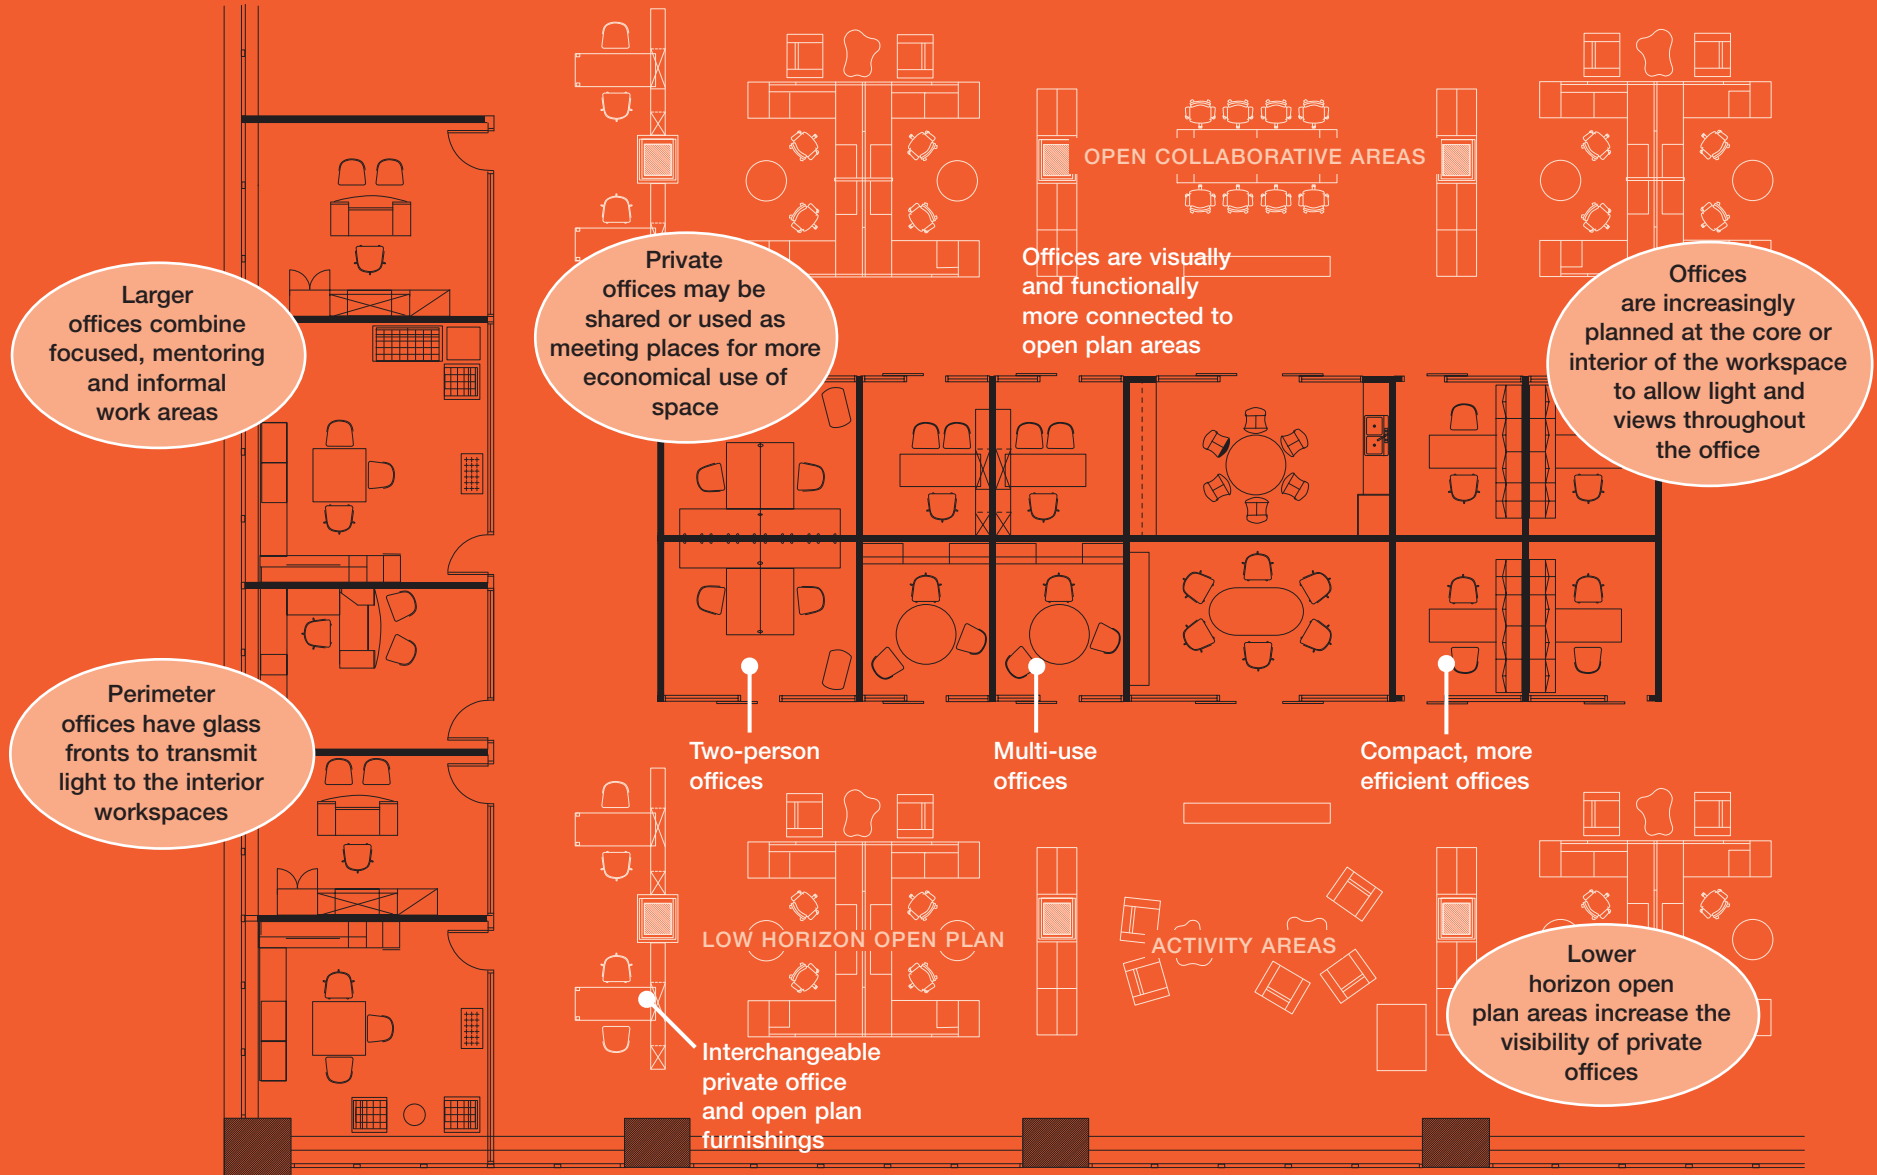 OPEN COLLABORATIVE AREAS
Larger
offices combine
focused, mentoring
and informal
work areas
Private
offices may be
shared or used as
meeting places for more
economical use of
space
Offices are visually
and functionally
more connected to
open plan areas
Offices
are increasingly
planned at the core or
interior of the workspace
to allow light and
views throughout
the office
Perimeter
offices have glass
fronts to transmit
light to the interior
workspaces
Two-person
offices
Multi-use
offices
Compact, more
efficient offices
LOW HORIZON OPEN PLAN
ACTIVITY AREAS
Lower
horizon open
plan areas increase the
visibility of private
offices
Interchangeable
private office
and open plan
furnishings